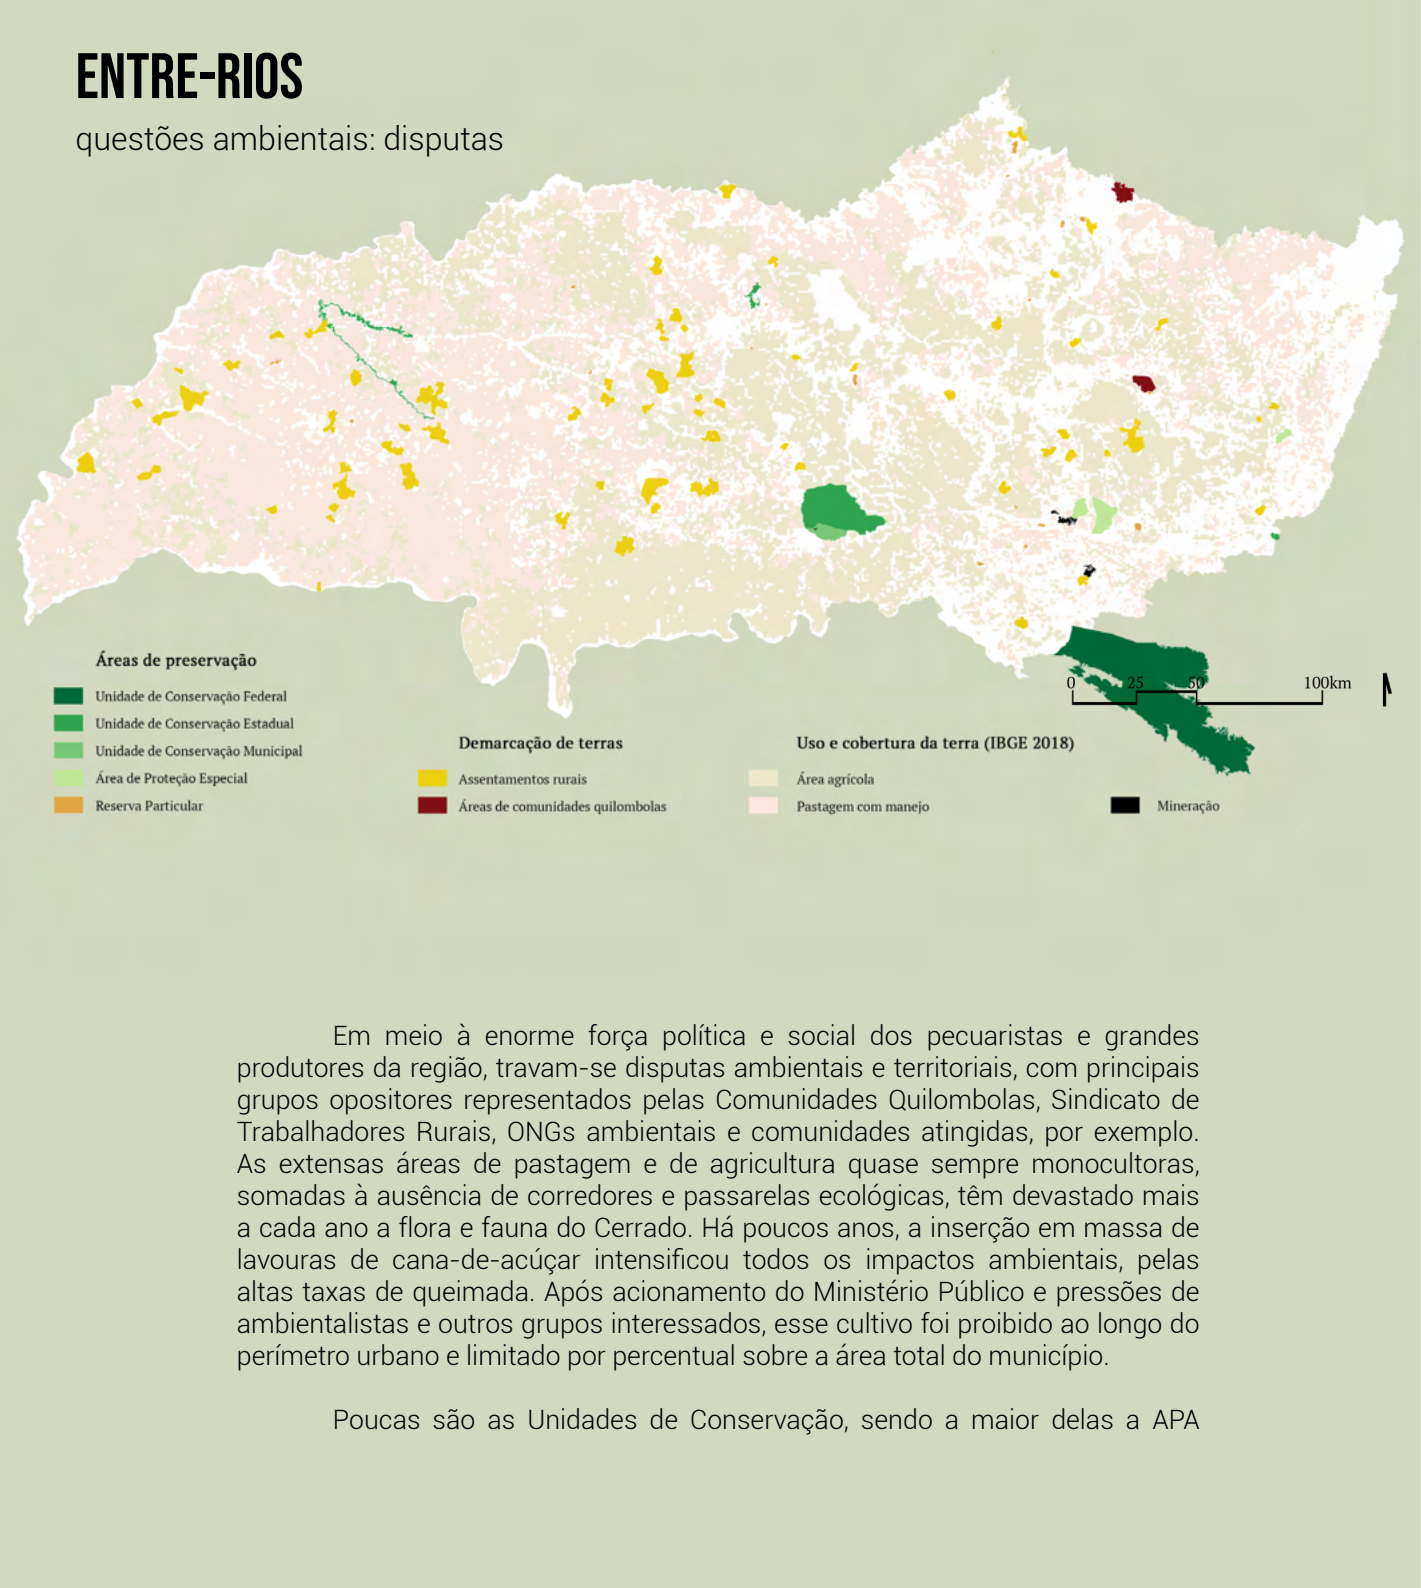 ENTRE-RIOS
questões ambientais: disputas
0 25 50 100km
Áreas de preservação
Unidade de Conservação Federal
Unidade de Conservação Estadual
Unidade de Conservação Municipal
Área de Proteção Especial
Reserva Particular
Demarcação de terras
Assentamentos rurais
Áreas de comunidades quilombolas
Uso e cobertura da terra (IBGE 2018)
Área agrícola
Pastagem com manejo
Mineração
Em meio à enorme força política e social dos pecuaristas e grandes
produtores da região, travam-se disputas ambientais e territoriais, com principais
grupos opositores representados pelas Comunidades Quilombolas, Sindicato de
Trabalhadores Rurais, ONGs ambientais e comunidades atingidas, por exemplo.
As extensas áreas de pastagem e de agricultura quase sempre monocultoras,
somadas à ausência de corredores e passarelas ecológicas, têm devastado mais
a cada ano a flora e fauna do Cerrado. Há poucos anos, a inserção em massa de
lavouras de cana-de-acúçar intensificou todos os impactos ambientais, pelas
altas taxas de queimada. Após acionamento do Ministério Público e pressões de
ambientalistas e outros grupos interessados, esse cultivo foi proibido ao longo do
perímetro urbano e limitado por percentual sobre a área total do município.
Poucas são as Unidades de Conservação, sendo a maior delas a APA